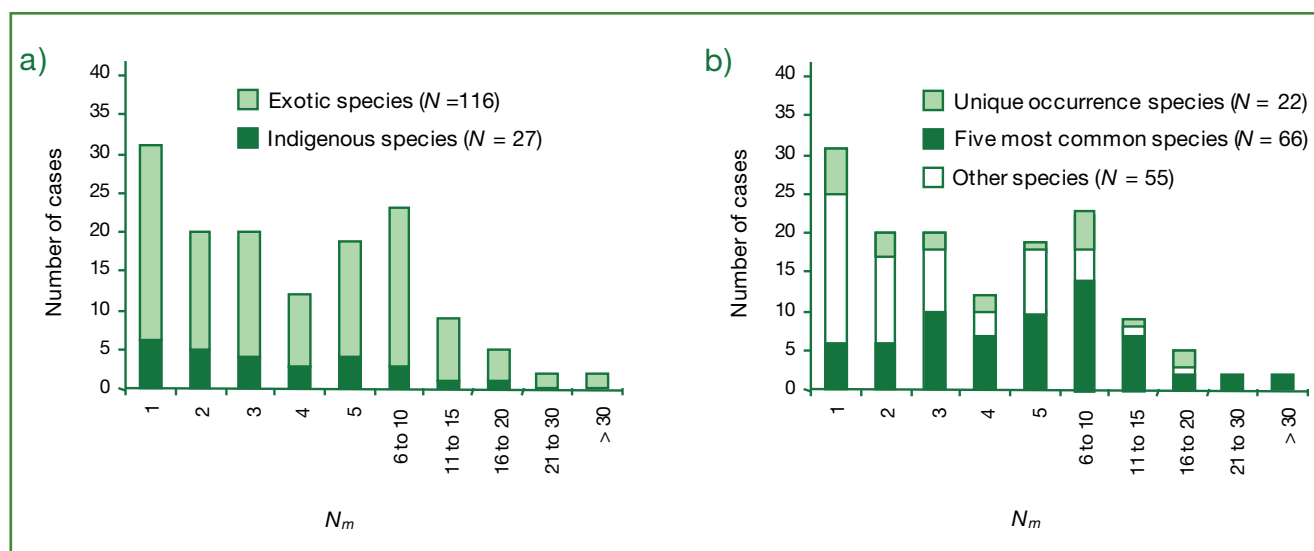 a)
40
35
30
25
20
15
10
5
0
Number of cases
Exotic species (N =116)
Indigenous species (N = 27)
1
2
3
4
5
6 to 10
11 to 15
16 to 20
21 to 30
> 30
Nm
b)
40
35
30
25
20
15
10
5
0
Number of cases
Unique occurrence species (N = 22)
Five most common species (N = 66)
Other species (N = 55)
1
2
3
4
5
6 to 10
11 to 15
16 to 20
21 to 30
> 30
Nm